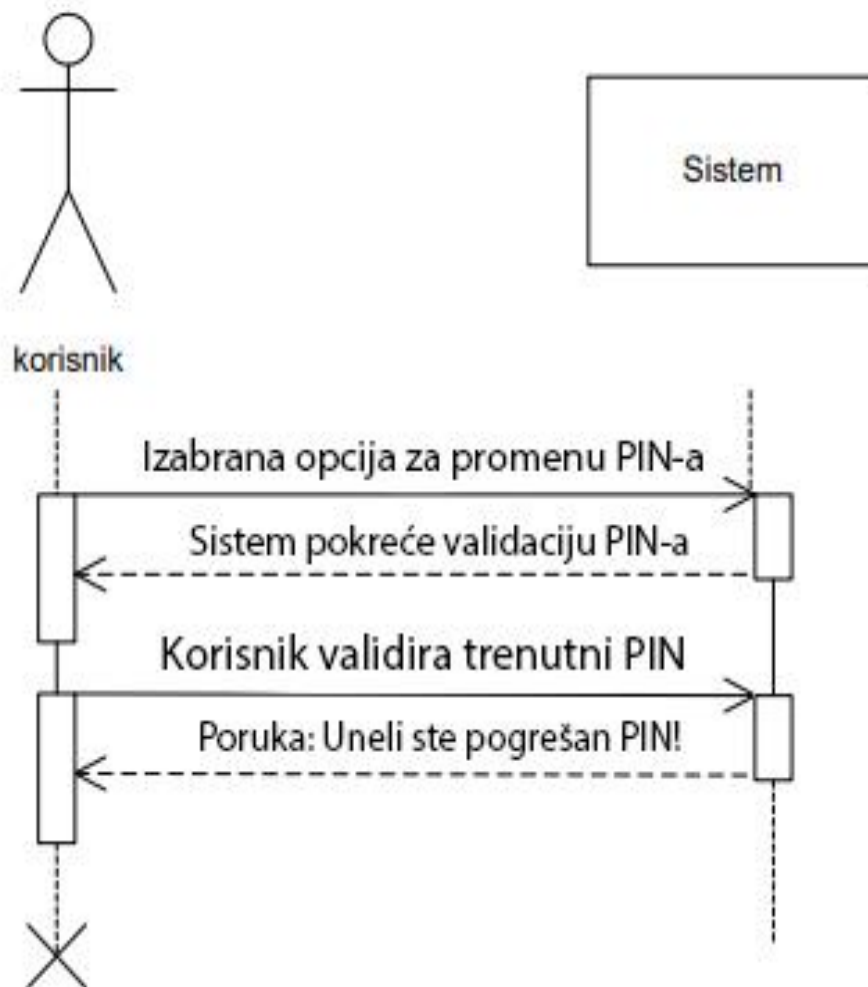 Sistem
korisnik
Izabrana opcija za promenu PIN-a
Sistem pokreće validaciju PIN-a
Korisnik validira trenutni PIN
Poruka: Uneli ste pogrešan PIN!